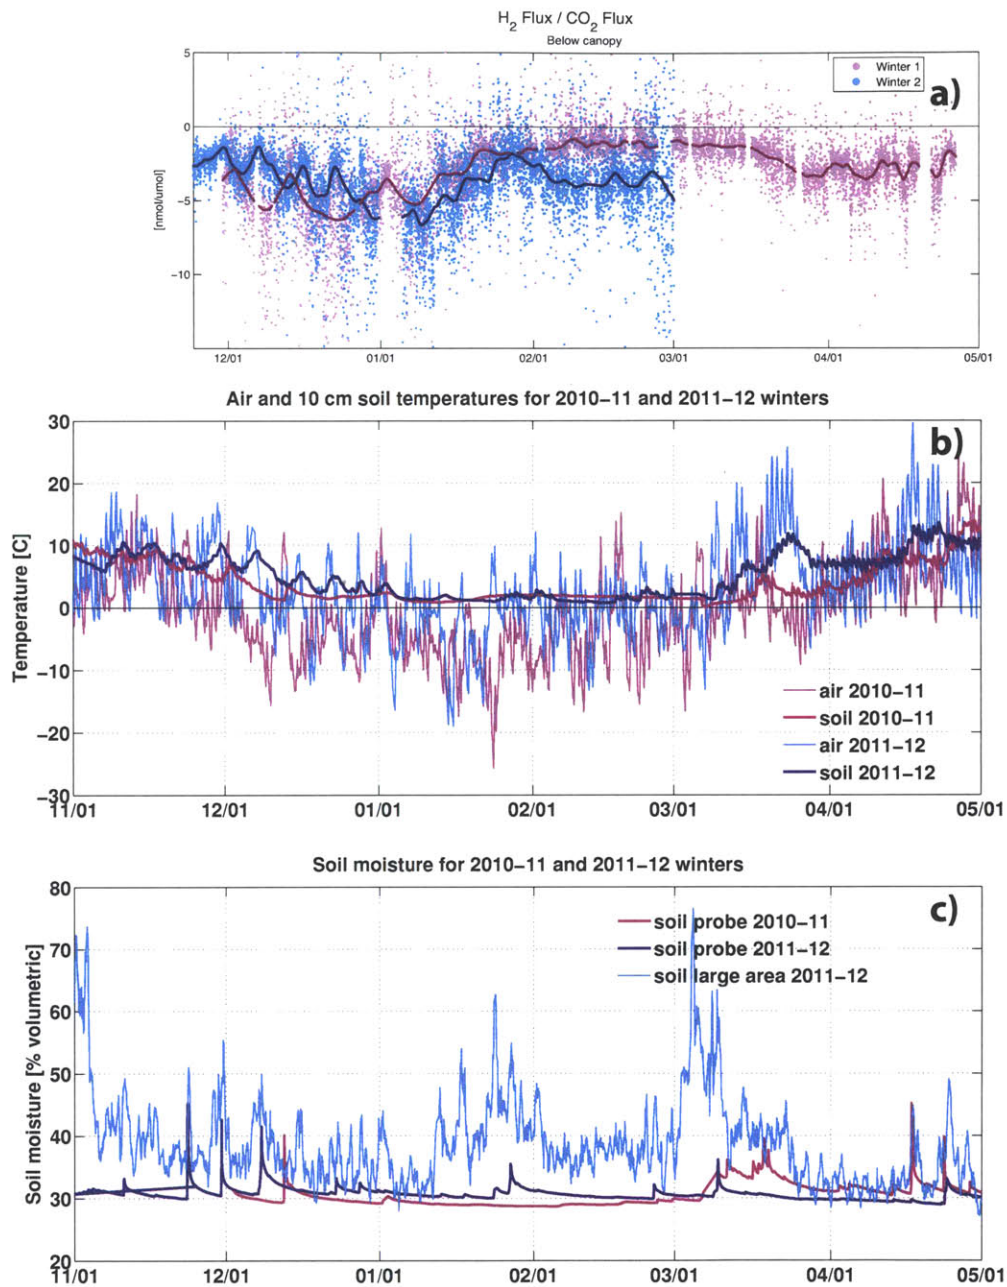 H2 Flux / CO2 Flux
Below canopy
a)
Winter 1
Winter 2
[nmol/umol]
5
0
−5
−10
12/01 01/01 02/01 03/01 04/01 05/01
Air and 10 cm soil temperatures for 2010−11 and 2011−12 winters
b)
Temperature [C]
30
20
10
0
−10
−20
−30
air 2010−11
soil 2010−11
air 2011−12
soil 2011−12
11/01 12/01 01/01 02/01 03/01 04/01 05/01
Soil moisture for 2010−11 and 2011−12 winters
c)
Soil moisture [% volumetric]
80
70
60
50
40
30
20
soil probe 2010−11
soil probe 2011−12
soil large area 2011−12
11/01 12/01 01/01 02/01 03/01 04/01 05/01